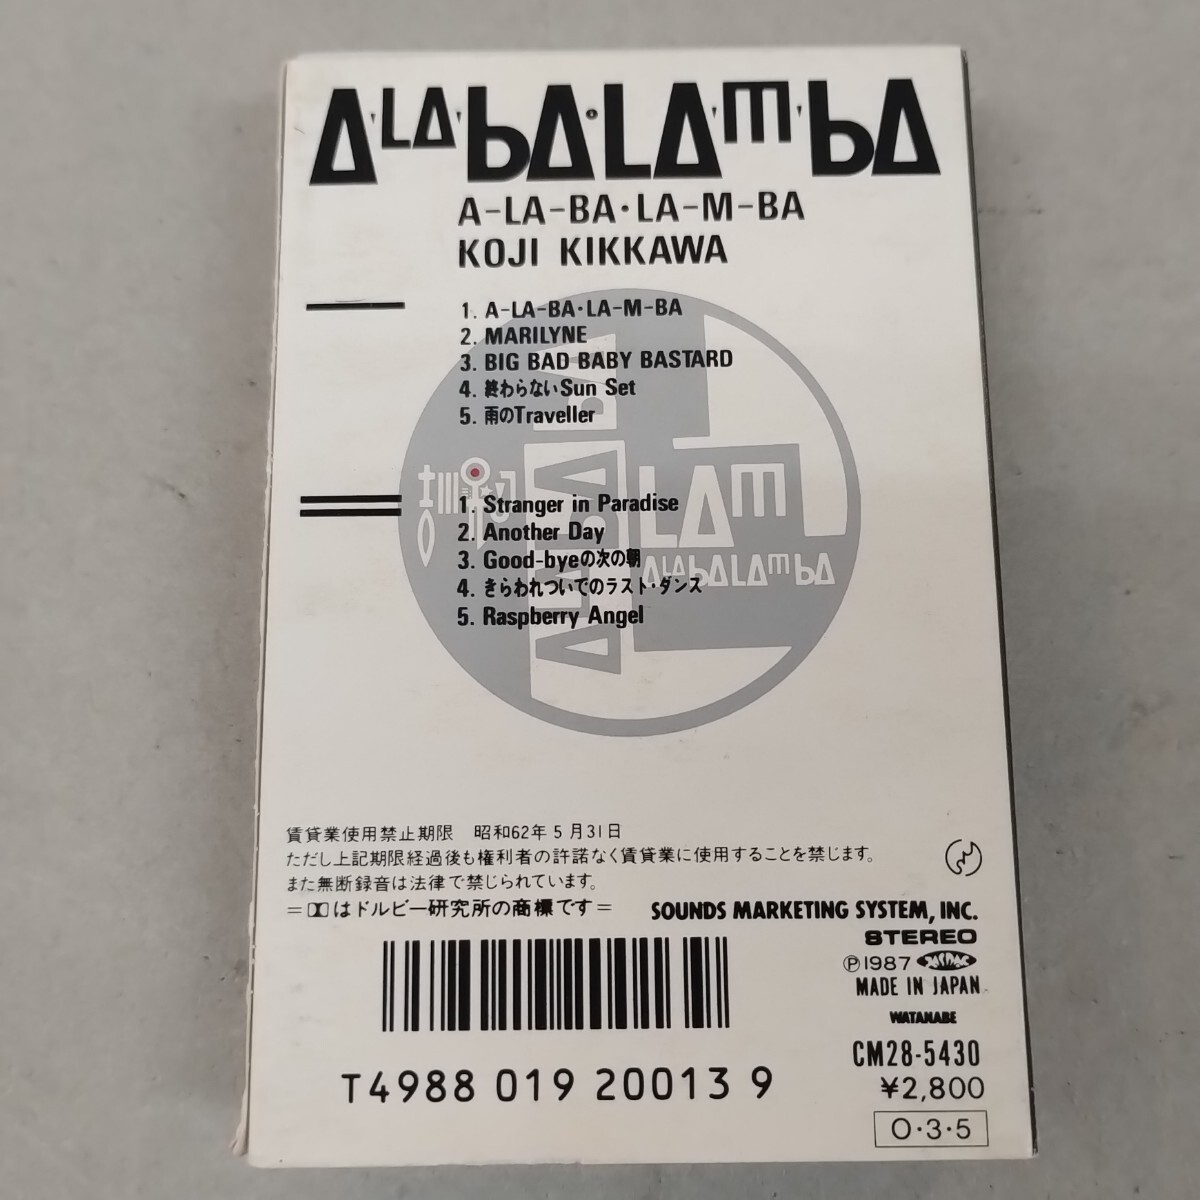 A·LA·bA·LA·m·bA
A-LA-BA・LA-M-BA
KOJI KIKKAWA
1. A-LA-BA・LA-M-BA
2. MARILYNE
3. BIG BAD BABY BASTARD
4. 終わらないSun Set
5. 雨のTraveller
1. Stranger in Paradise
2. Another Day
3. Good-byeの次の朝
4. きらわれついでのラスト・ダンス
5. Raspberry Angel
LAm
ALAbALAmbA
賃貸業使用禁止期限 昭和62年5月31日
ただし上記期限経過後も権利者の許諾なく賃貸業に使用することを禁じます。
また無断録音は法律で禁じられています。
=はドルビー研究所の商標です=
SOUNDS MARKETING SYSTEM, INC.
STEREO
Ⓟ1987 JASRAC
MADE IN JAPAN
WATANABE
CM28-5430
¥2,800
O・3・5
T4988 019 20013 9